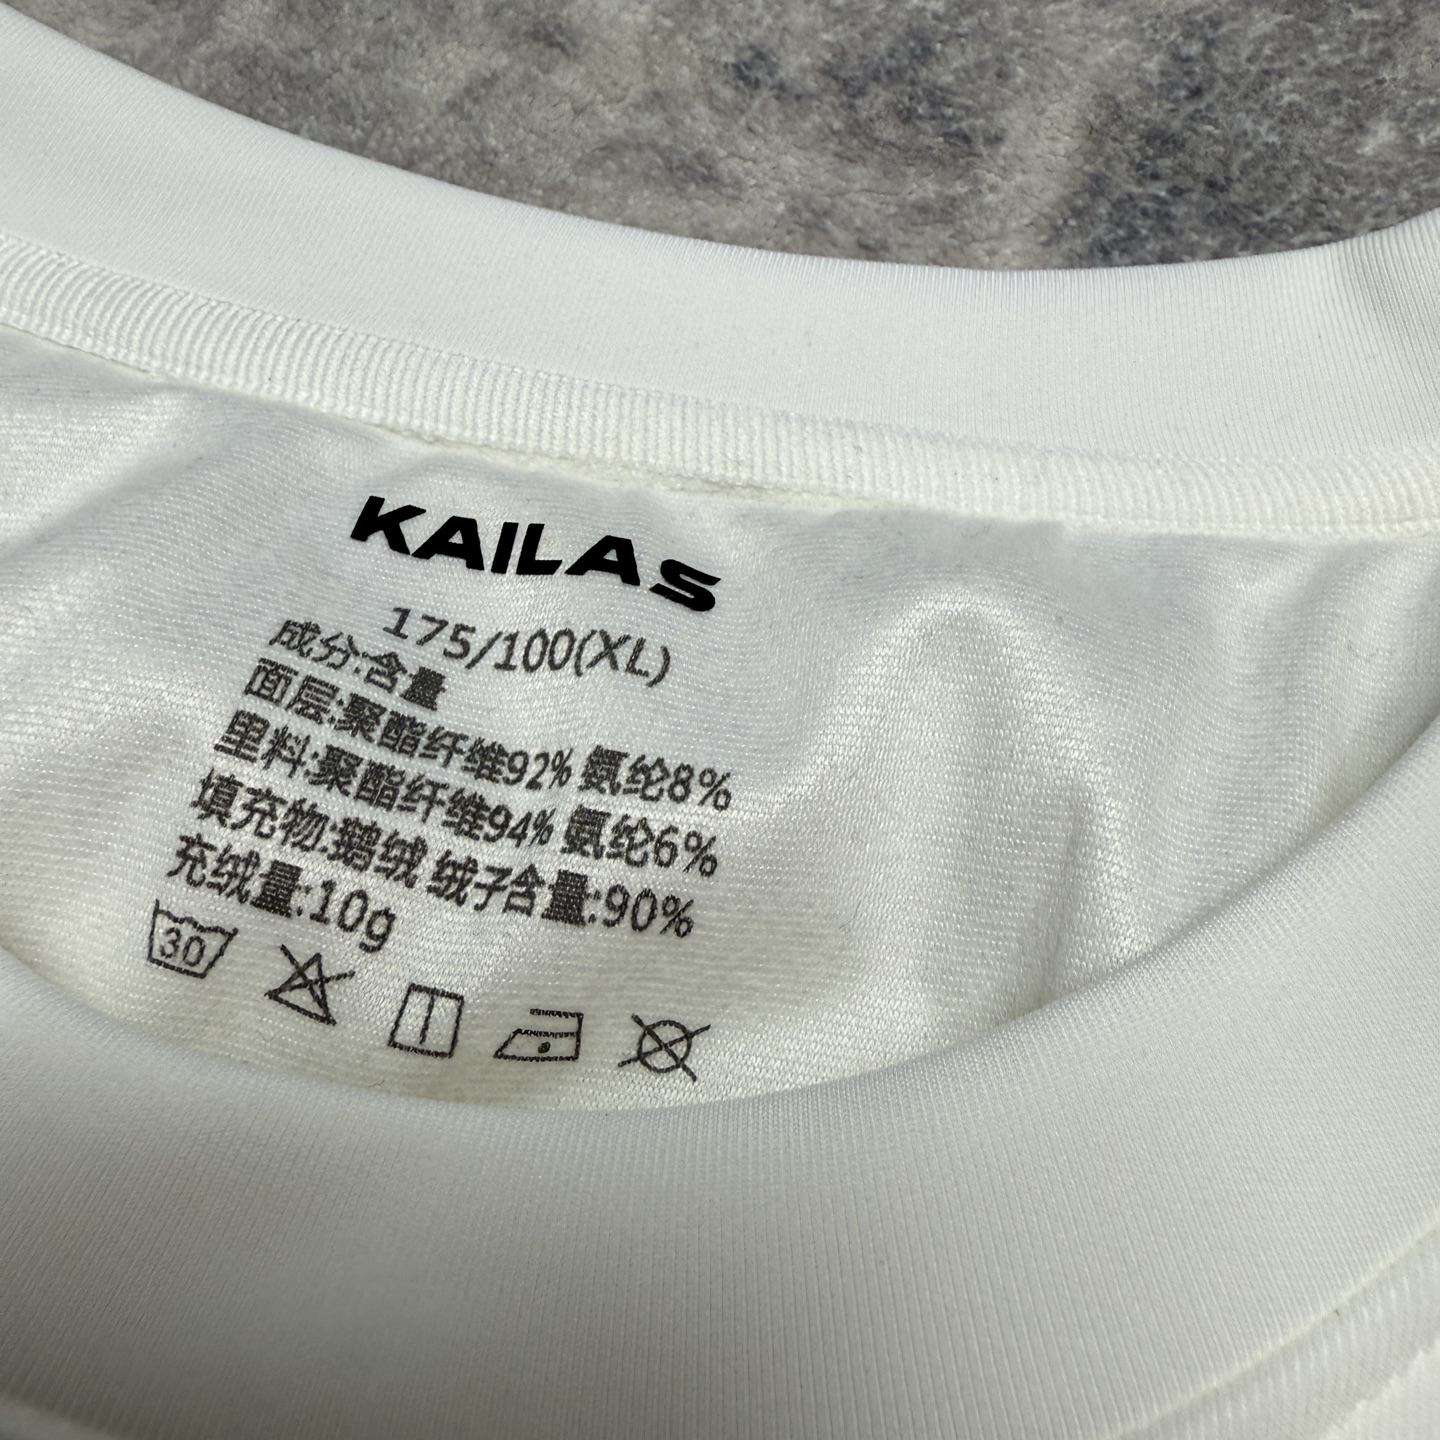 KAILAS
175/100(XL)
成分:含量
面层:聚酯纤维92% 氨纶8%
里料:聚酯纤维94% 氨纶6%
填充物:鹅绒 绒子含量:90%
充绒量:10g
30